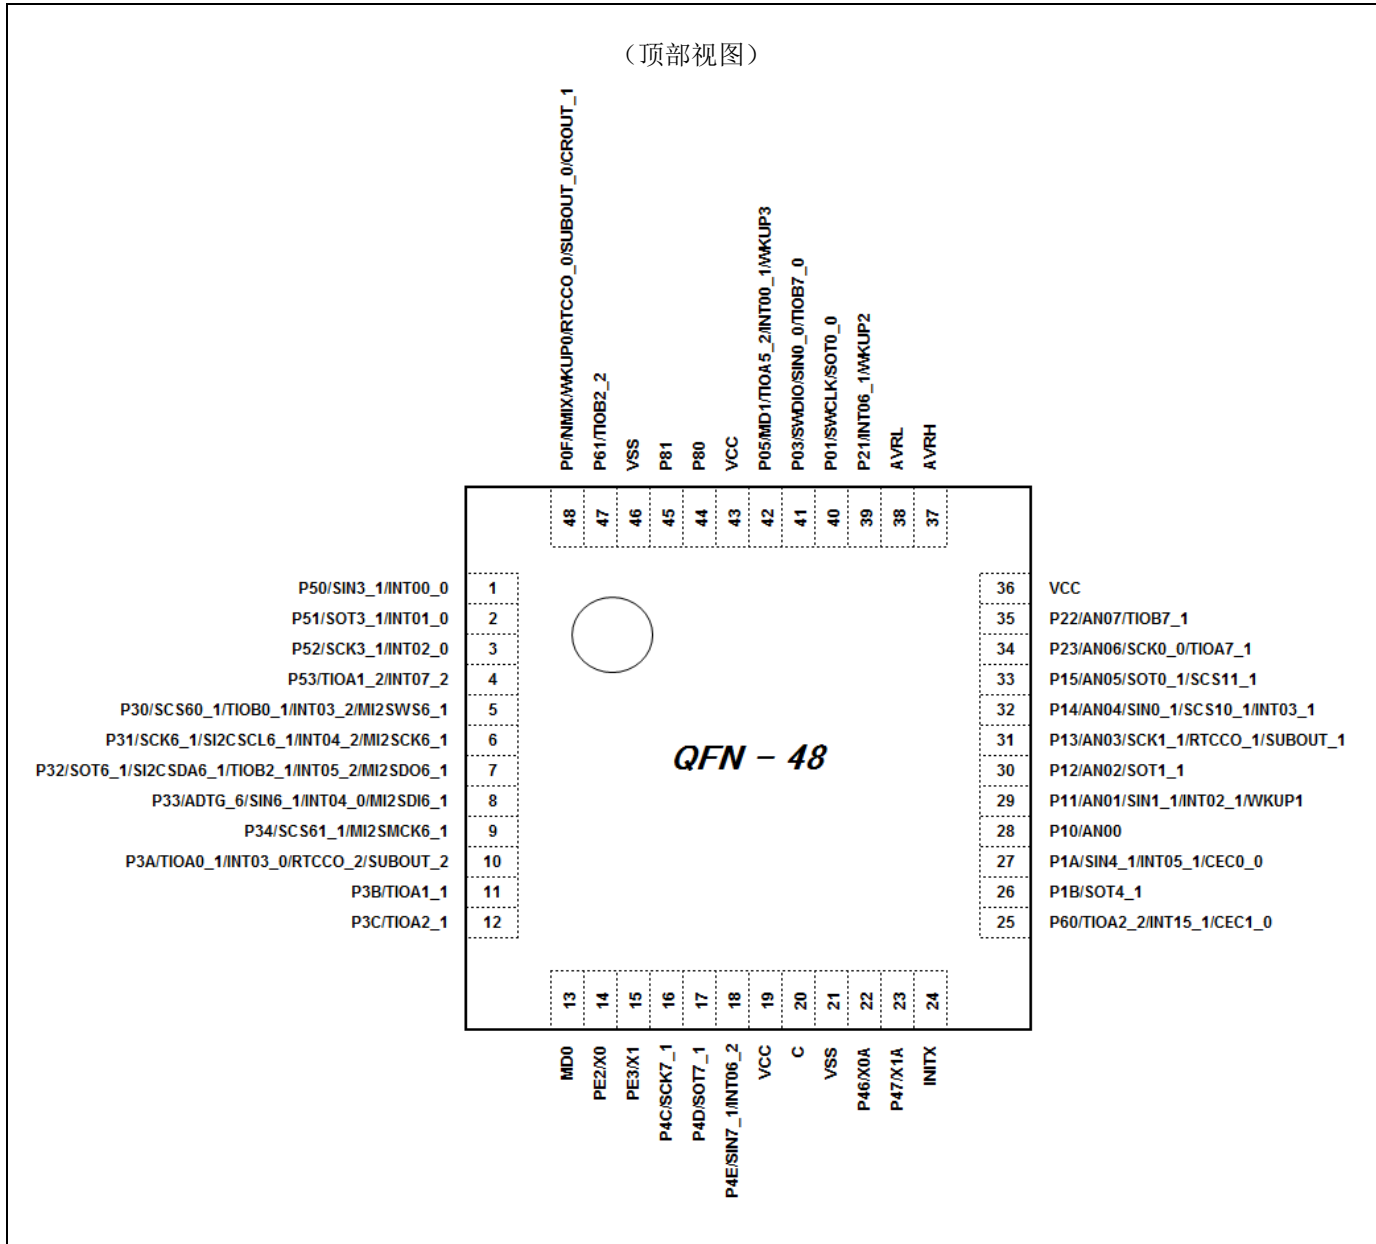 （顶部视图）
P0F/NMIX/WKUP0/RTCCO_0/SUBOUT_0/CROUT_1
P61/TIOB2_2
VSS
P81
P80
VCC
P05/MD1/TIOA5_2/INT00_1/WKUP3
P03/SWDIO/SIN0_0/TIOB7_0
P01/SWCLK/SOT0_0
P21/INT06_1/WKUP2
AVRL
AVRH
48 47 46 45 44 43 42 41 40 39 38 37
P50/SIN3_1/INT00_0 1 36 VCC
P51/SOT3_1/INT01_0 2 35 P22/AN07/TIOB7_1
P52/SCK3_1/INT02_0 3 34 P23/AN06/SCK0_0/TIOA7_1
P53/TIOA1_2/INT07_2 4 33 P15/AN05/SOT0_1/SCS11_1
P30/SCS60_1/TIOB0_1/INT03_2/MI2SWS6_1 5 32 P14/AN04/SIN0_1/SCS10_1/INT03_1
P31/SCK6_1/SI2CSCL6_1/INT04_2/MI2SCK6_1 6 31 P13/AN03/SCK1_1/RTCCO_1/SUBOUT_1
P32/SOT6_1/SI2CSDA6_1/TIOB2_1/INT05_2/MI2SDO6_1 7 QFN - 48 30 P12/AN02/SOT1_1
P33/ADTG_6/SIN6_1/INT04_0/MI2SDI6_1 8 29 P11/AN01/SIN1_1/INT02_1/WKUP1
P34/SCS61_1/MI2SMCK6_1 9 28 P10/AN00
P3A/TIOA0_1/INT03_0/RTCCO_2/SUBOUT_2 10 27 P1A/SIN4_1/INT05_1/CEC0_0
P3B/TIOA1_1 11 26 P1B/SOT4_1
P3C/TIOA2_1 12 25 P60/TIOA2_2/INT15_1/CEC1_0
13 14 15 16 17 18 19 20 21 22 23 24
MD0
PE2/X0
PE3/X1
P4C/SCK7_1
P4D/SOT7_1
P4E/SIN7_1/INT06_2
VCC
C
VSS
P46/X0A
P47/X1A
INITX